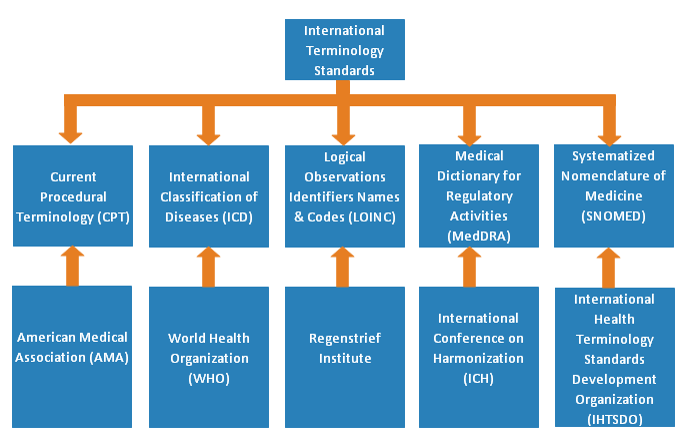 International
Terminology
Standards
Current
Procedural
Terminology (CPT)
International
Classification of
Diseases (ICD)
Logical
Observations
Identifiers Names
& Codes (LOINC)
Medical
Dictionary for
Regulatory
Activities
(MedDRA)
Systematized
Nomenclature of
Medicine
(SNOMED)
American Medical
Association (AMA)
World Health
Organization
(WHO)
Regenstrief
Institute
International
Conference on
Harmonization
(ICH)
International
Health
Terminology
Standards
Development
Organization
(IHTSDO)